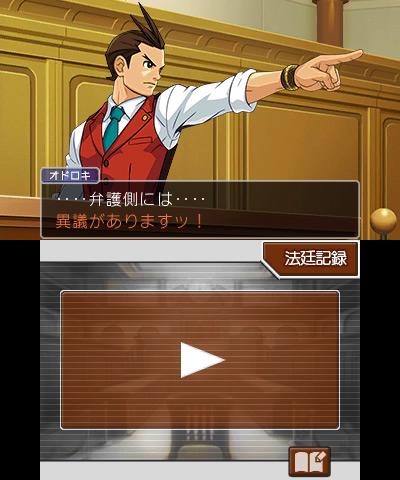 オドロキ
‥‥弁護側には‥‥
異議がありますッ！
法廷記録